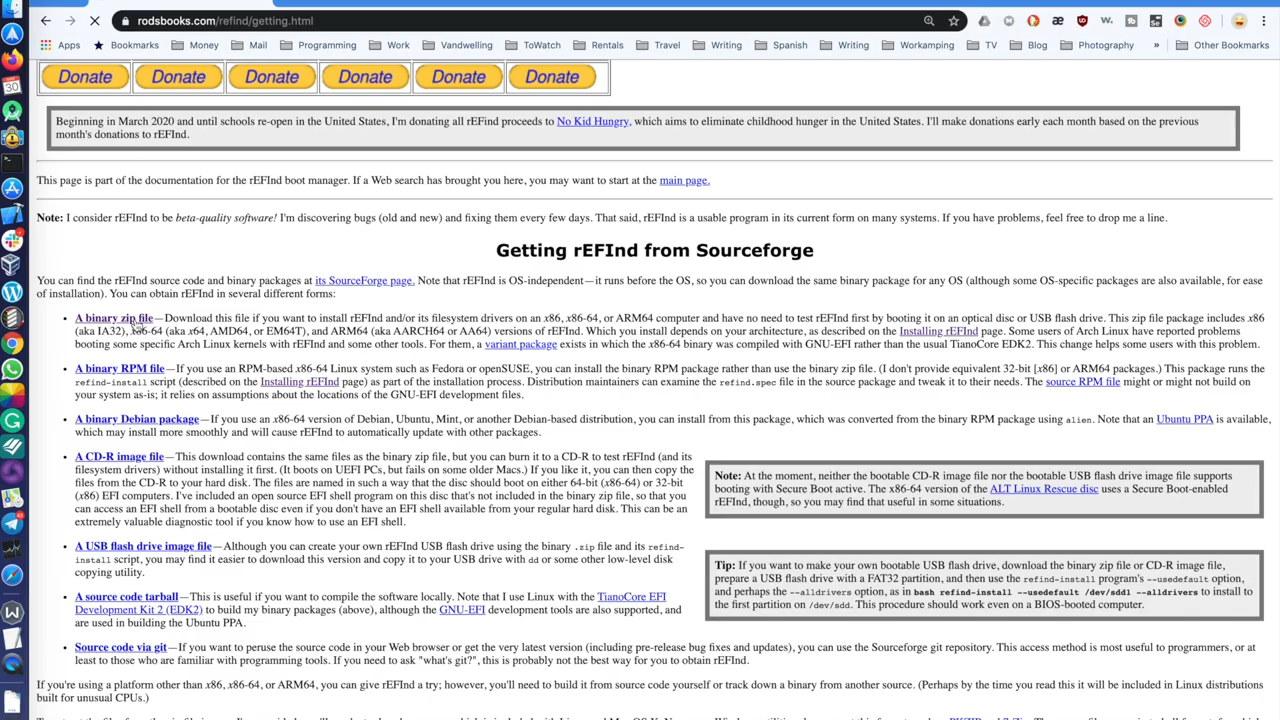 rodsbooks.com/refind/getting.html
Apps Bookmarks Money Mail Programming Work Vandwelling ToWatch Rentals Travel Writing Spanish Writing Workamping TV Blog Photography » Other Bookmarks
Donate Donate Donate Donate Donate Donate
Beginning in March 2020 and until schools re-open in the United States, I'm donating all rEFInd proceeds to No Kid Hungry, which aims to eliminate childhood hunger in the United States. I'll make donations early each month based on the previous
month's donations to rEFInd.
This page is part of the documentation for the rEFInd boot manager. If a Web search has brought you here, you may want to start at the main page.
Note: I consider rEFInd to be beta-quality software! I'm discovering bugs (old and new) and fixing them every few days. That said, rEFInd is a usable program in its current form on many systems. If you have problems, feel free to drop me a line.
Getting rEFInd from Sourceforge
You can find the rEFInd source code and binary packages at its SourceForge page. Note that rEFInd is OS-independent—it runs before the OS, so you can download the same binary package for any OS (although some OS-specific packages are also available, for ease
of installation). You can obtain rEFInd in several different forms:
• A binary zip file—Download this file if you want to install rEFInd and/or its filesystem drivers on an x86, x86-64, or ARM64 computer and have no need to test rEFInd first by booting it on an optical disc or USB flash drive. This zip file package includes x86
(aka IA32), x86-64 (aka x64, AMD64, or EM64T), and ARM64 (aka AARCH64 or AA64) versions of rEFInd. Which you install depends on your architecture, as described on the Installing rEFInd page. Some users of Arch Linux have reported problems
booting some specific Arch Linux kernels with rEFInd and some other tools. For them, a variant package exists in which the x86-64 binary was compiled with GNU-EFI rather than the usual TianoCore EDK2. This change helps some users with this problem.
• A binary RPM file—If you use an RPM-based x86-64 Linux system such as Fedora or openSUSE, you can install the binary RPM package rather than use the binary zip file. (I don't provide equivalent 32-bit [x86] or ARM64 packages.) This package runs the
refind-install script (described on the Installing rEFInd page) as part of the installation process. Distribution maintainers can examine the refind.spec file in the source package and tweak it to their needs. The source RPM file might or might not build on
your system as-is; it relies on assumptions about the locations of the GNU-EFI development files.
• A binary Debian package—If you use an x86-64 version of Debian, Ubuntu, Mint, or another Debian-based distribution, you can install from this package, which was converted from the binary RPM package using alien. Note that an Ubuntu PPA is available,
which may install more smoothly and will cause rEFInd to automatically update with other packages.
• A CD-R image file—This download contains the same files as the binary zip file, but you can burn it to a CD-R to test rEFInd (and its
filesystem drivers) without installing it first. (It boots on UEFI PCs, but fails on some older Macs.) If you like it, you can then copy the
files from the CD-R to your hard disk. The files are named in such a way that the disc should boot on either 64-bit (x86-64) or 32-bit
(x86) EFI computers. I've included an open source EFI shell program on this disc that's not included in the binary zip file, so that you
can access an EFI shell from a bootable disc even if you don't have an EFI shell available from your regular hard disk. This can be an
extremely valuable diagnostic tool if you know how to use an EFI shell.
Note: At the moment, neither the bootable CD-R image file nor the bootable USB flash drive image file supports
booting with Secure Boot active. The x86-64 version of the ALT Linux Rescue disc uses a Secure Boot-enabled
rEFInd, though, so you may find that useful in some situations.
• A USB flash drive image file—Although you can create your own rEFInd USB flash drive using the binary .zip file and its refind-
install script, you may find it easier to download this version and copy it to your USB drive with dd or some other low-level disk
copying utility.
Tip: If you want to make your own bootable USB flash drive, download the binary zip file or CD-R image file,
prepare a USB flash drive with a FAT32 partition, and then use the refind-install program's --usedefault option,
and perhaps the --alldrivers option, as in bash refind-install --usedefault /dev/sdd1 --alldrivers to install to
the first partition on /dev/sdd. This procedure should work even on a BIOS-booted computer.
• A source code tarball—This is useful if you want to compile the software locally. Note that I use Linux with the TianoCore EFI
Development Kit 2 (EDK2) to build my binary packages (above), although the GNU-EFI development tools are also supported, and
are used in building the Ubuntu PPA.
• Source code via git—If you want to peruse the source code in your Web browser or get the very latest version (including pre-release bug fixes and updates), you can use the Sourceforge git repository. This access method is most useful to programmers, or at
least to those who are familiar with programming tools. If you need to ask "what's git?", this is probably not the best way for you to obtain rEFInd.
If you're using a platform other than x86, x86-64, or ARM64, you can give rEFInd a try; however, you'll need to build it from source code yourself or track down a binary from another source. (Perhaps by the time you read this it will be included in Linux distributions
built for unusual CPUs.)